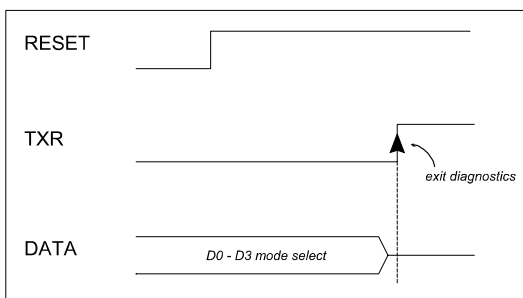 RESET
TXR
exit diagnostics
DATA
D0 - D3 mode select